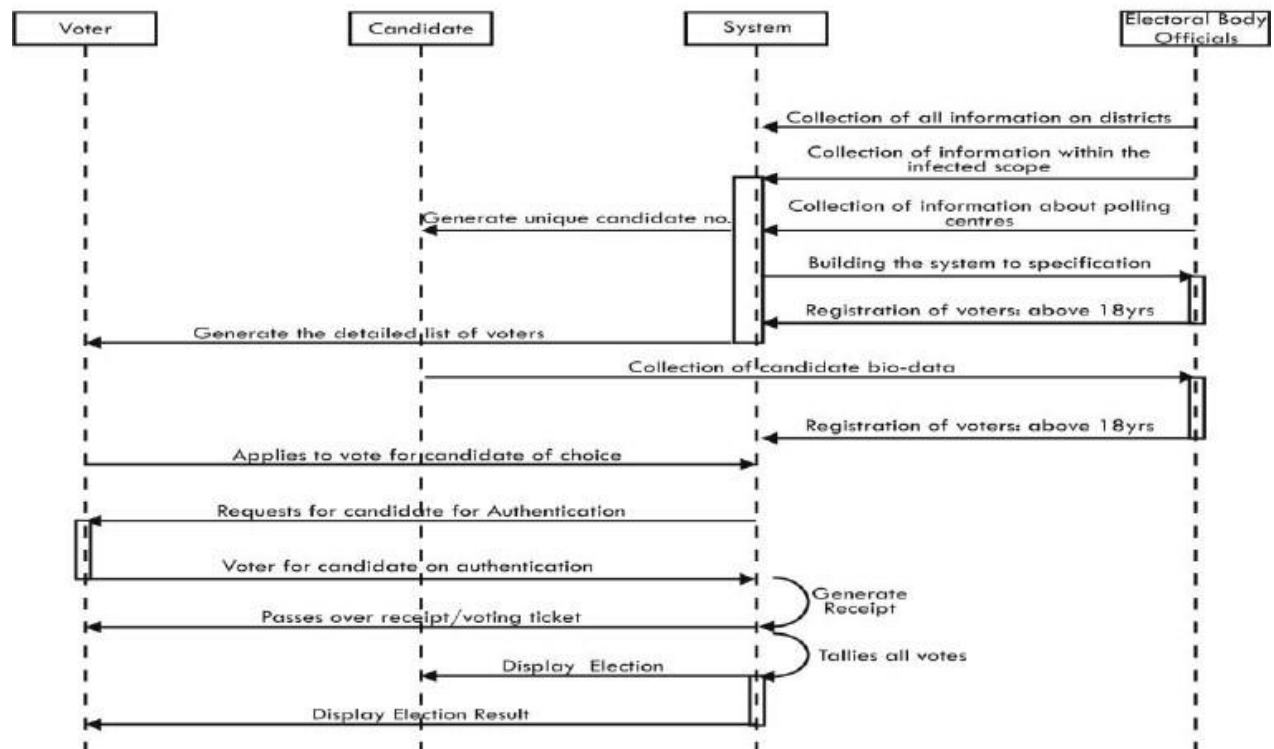 Voter
Candidate
System
Electoral Body
Officials
Collection of all information on districts
Collection of information within the
infected scope
Generate unique candidate no.
Collection of information about polling
centres
Building the system to specification
Registration of voters: above 18yrs
Generate the detailed list of voters
Collection of candidate bio-data
Registration of voters: above 18yrs
Applies to vote for candidate of choice
Requests for candidate for Authentication
Voter for candidate on authentication
Generate
Receipt
Passes over receipt/voting ticket
Tallies all votes
Display Election
Display Election Result